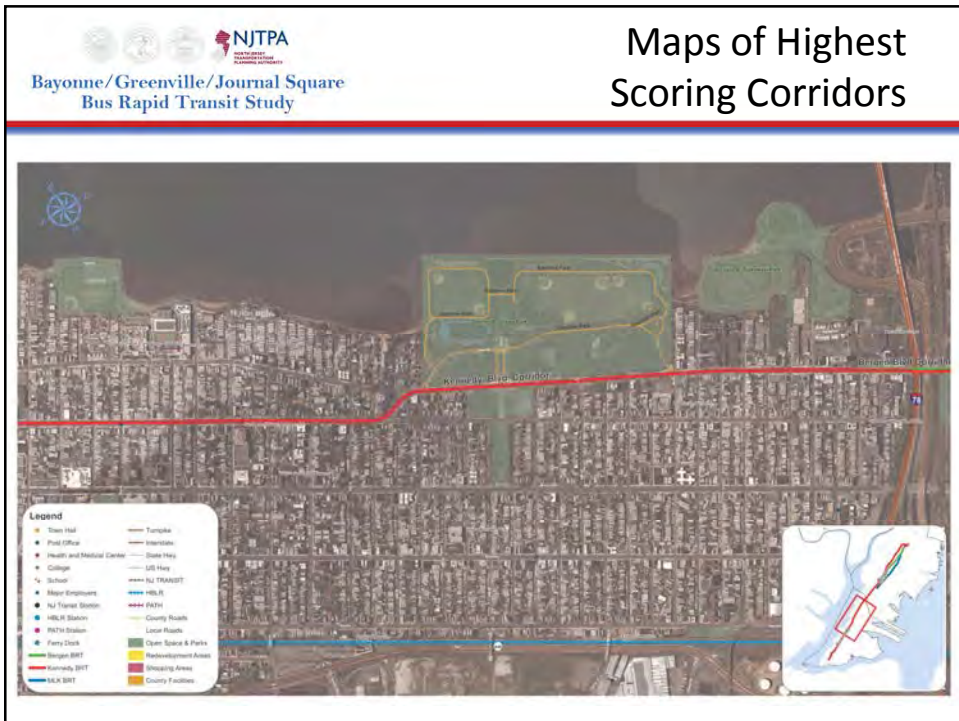 NJTPA
NORTH JERSEY
TRANSPORTATION
PLANNING AUTHORITY
Bayonne/Greenville/Journal Square
Bus Rapid Transit Study
Maps of Highest
Scoring Corridors
Kennedy Blvd Corridor
Bergen Blvd
78
Legend
Town Hall
Post Office
Health and Medical Center
College
School
Major Employers
NJ Transit Station
HBLR Station
PATH Station
Ferry Dock
Bergen BRT
Kennedy BRT
MLK BRT
Turnpike
Interstate
State Hwy
US Hwy
NJ TRANSIT
HBLR
PATH
County Roads
Local Roads
Open Space & Parks
Redevelopment Areas
Shopping Areas
County Facilities